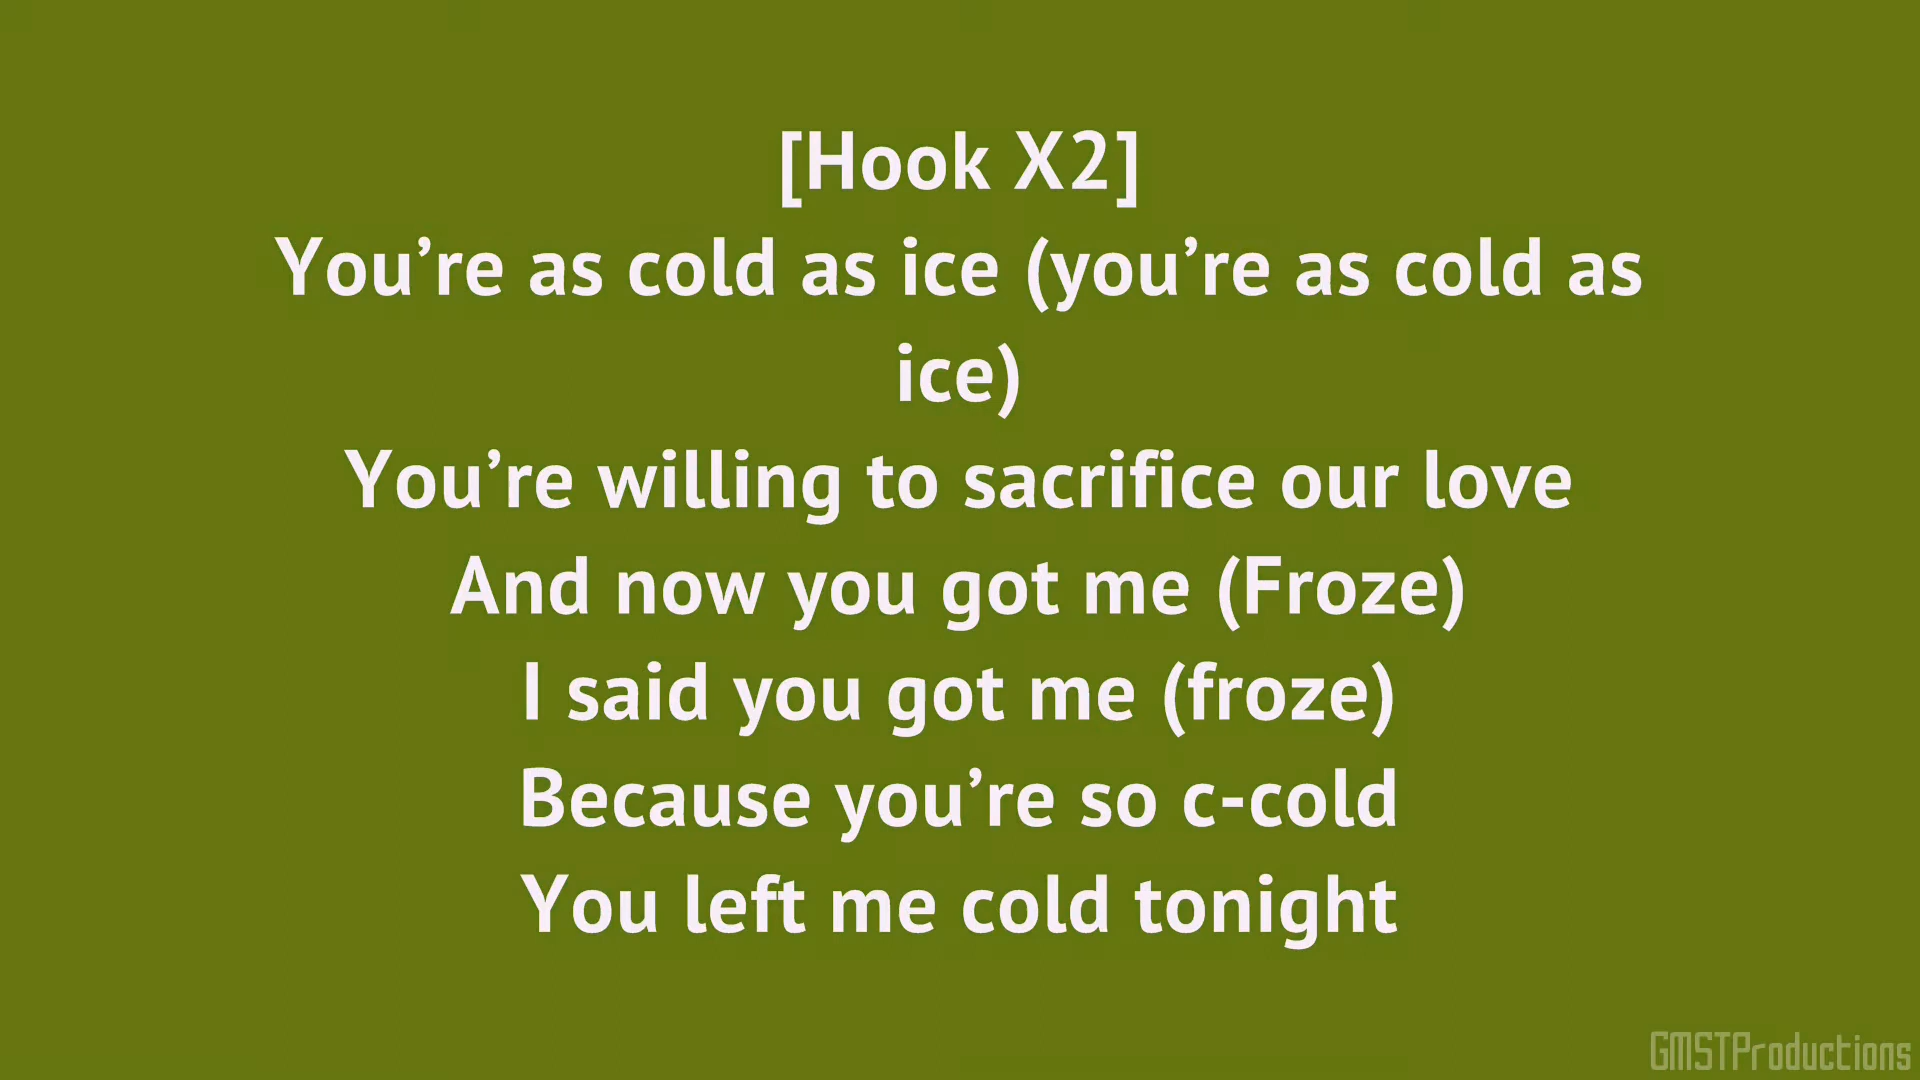 [Hook X2]
You’re as cold as ice (you’re as cold as
ice)
You’re willing to sacrifice our love
And now you got me (Froze)
I said you got me (froze)
Because you’re so c-cold
You left me cold tonight
GMSTProductions